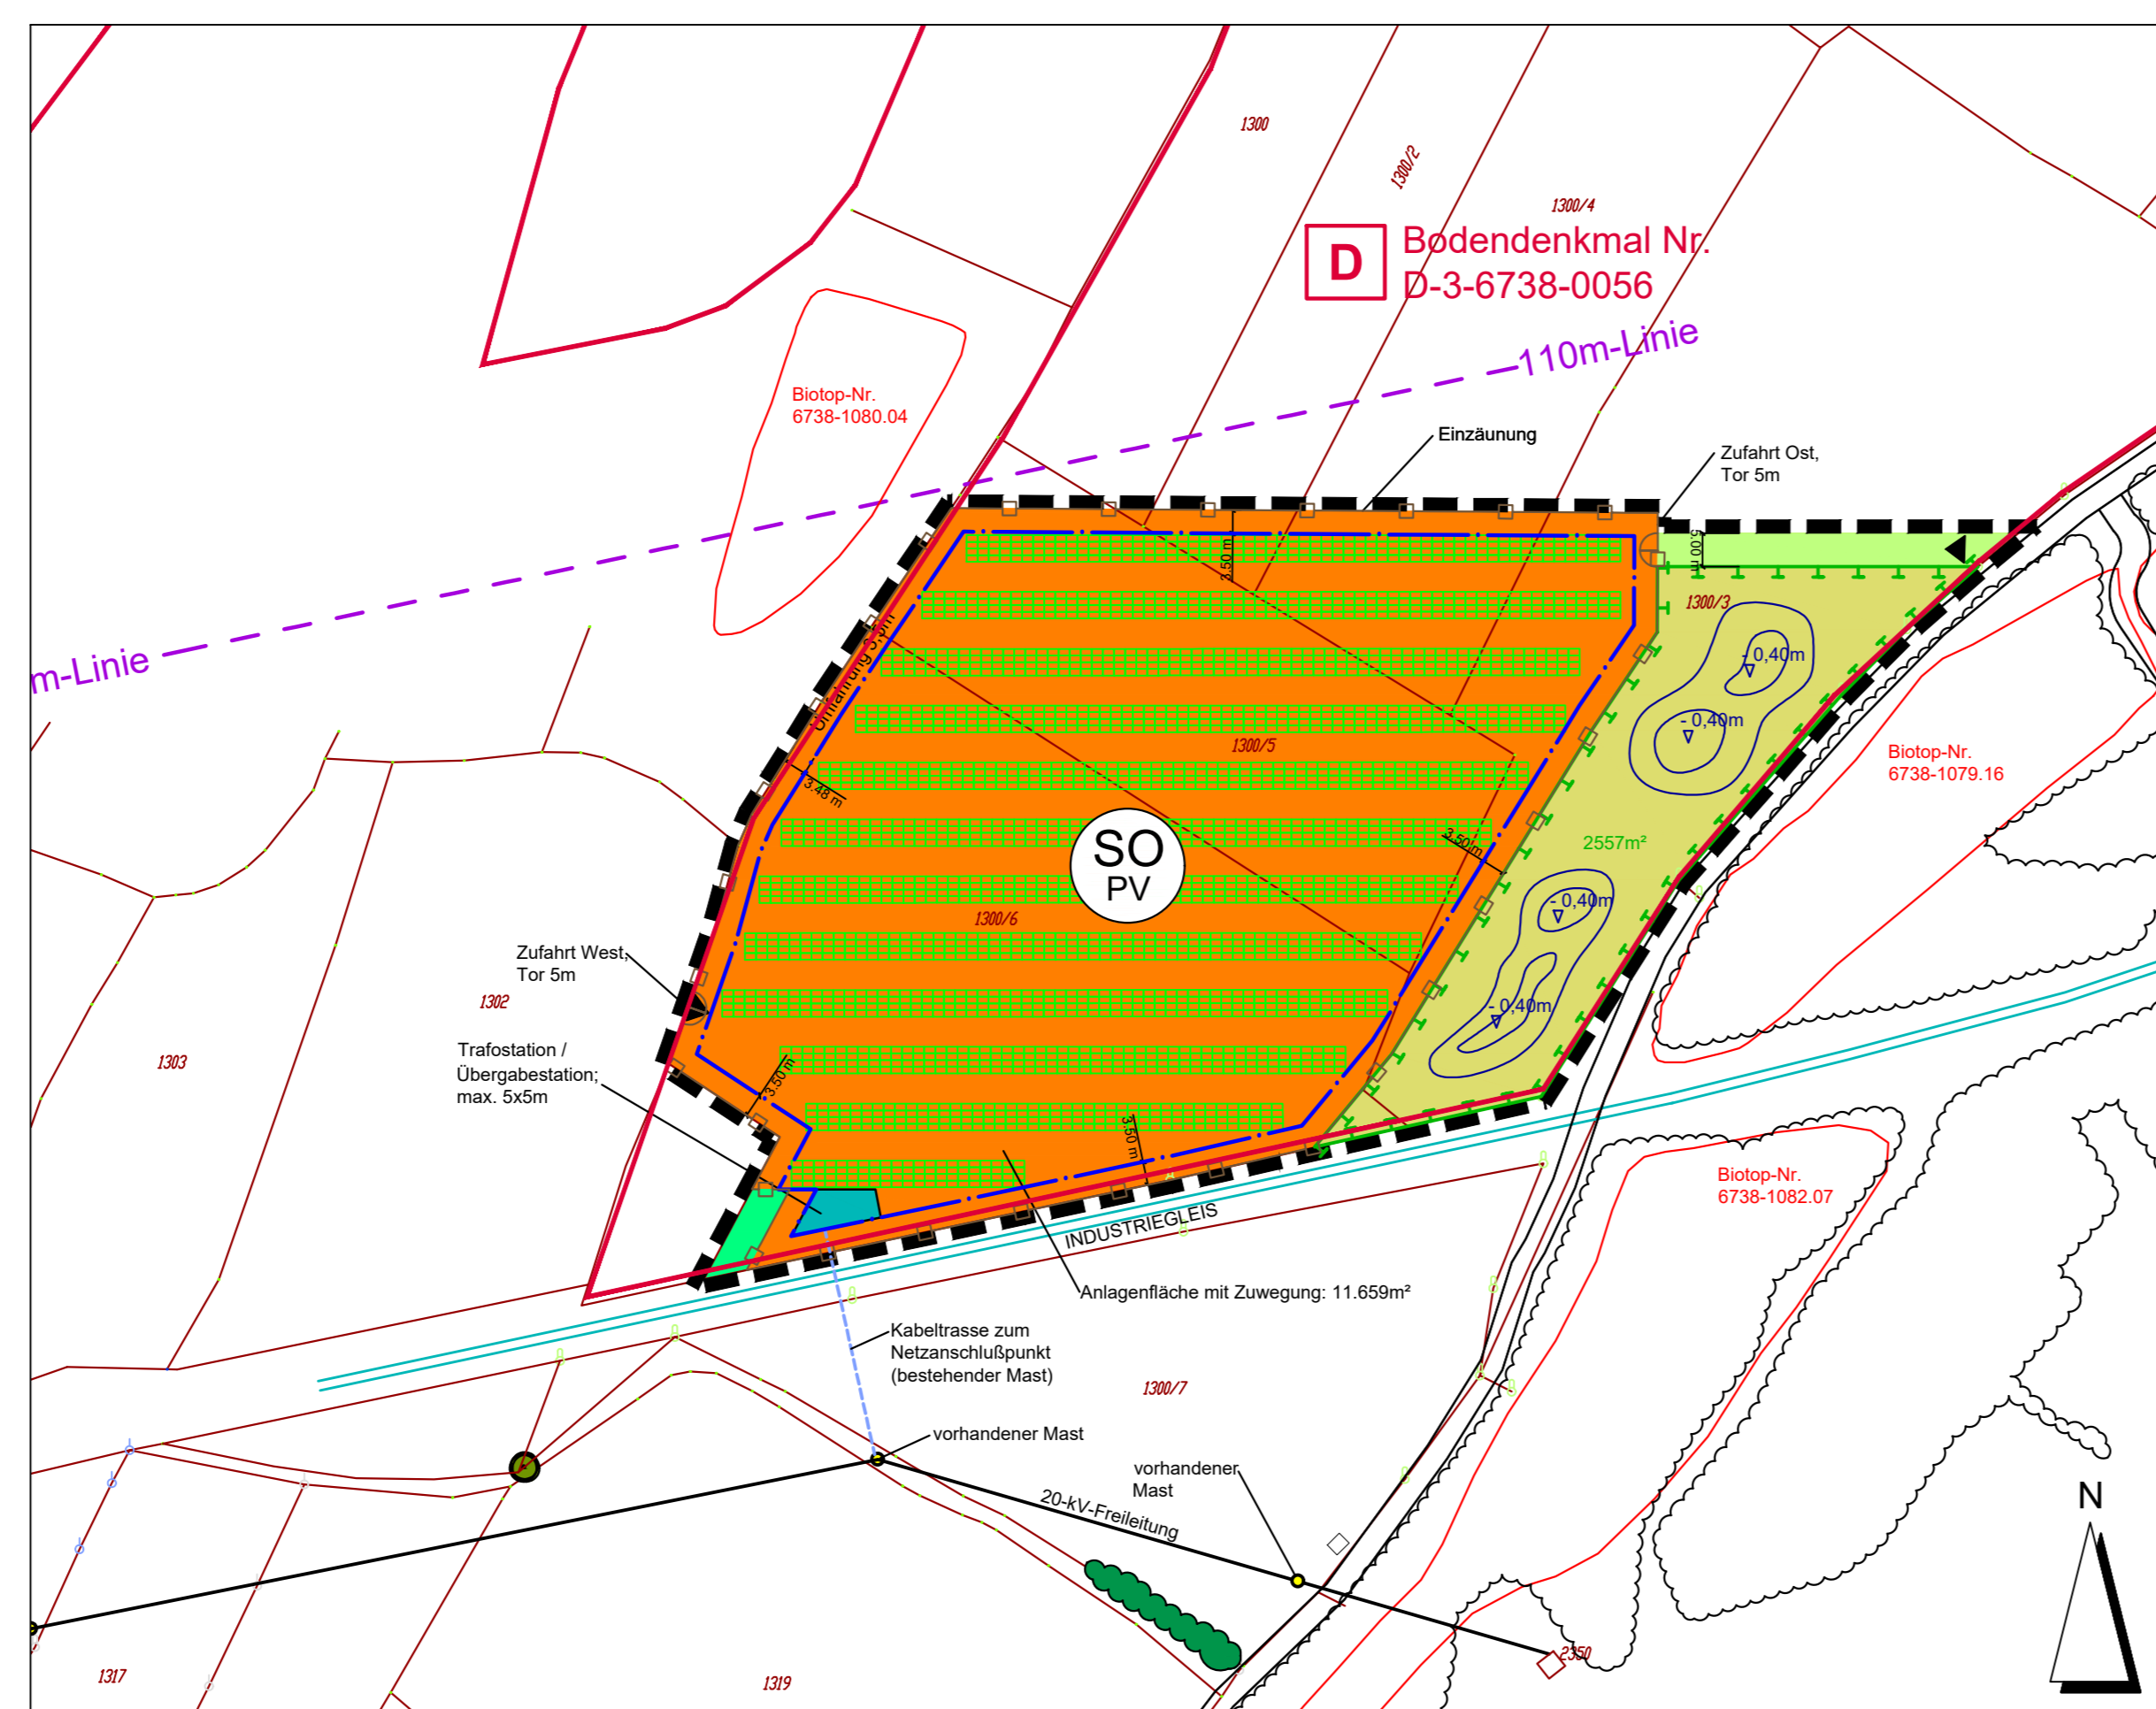 1300
1300/2
1300/4
D
Bodendenkmal Nr.
D-3-6738-0056
110m-Linie
Biotop-Nr.
6738-1080.04
Einzäunung
Zufahrt Ost,
Tor 5m
3.50 m
5.00 m
1300/3
- 0,40m
m-Linie
Umfahrung 3,5m
- 0,40m
1300/5
Biotop-Nr.
6738-1079.16
3.48 m
SO
PV
3.50 m
2557m²
- 0,40m
1300/6
Zufahrt West,
Tor 5m
1302
- 0,40m
Trafostation /
Übergabestation;
max. 5x5m
1303
3.50 m
3.50 m
Biotop-Nr.
6738-1082.07
INDUSTRIEGLEIS
Anlagenfläche mit Zuwegung: 11.659m²
Kabeltrasse zum
Netzanschlußpunkt
(bestehender Mast)
1300/7
vorhandener Mast
vorhandener
Mast
20-kV-Freileitung
N
2350
1317
1319